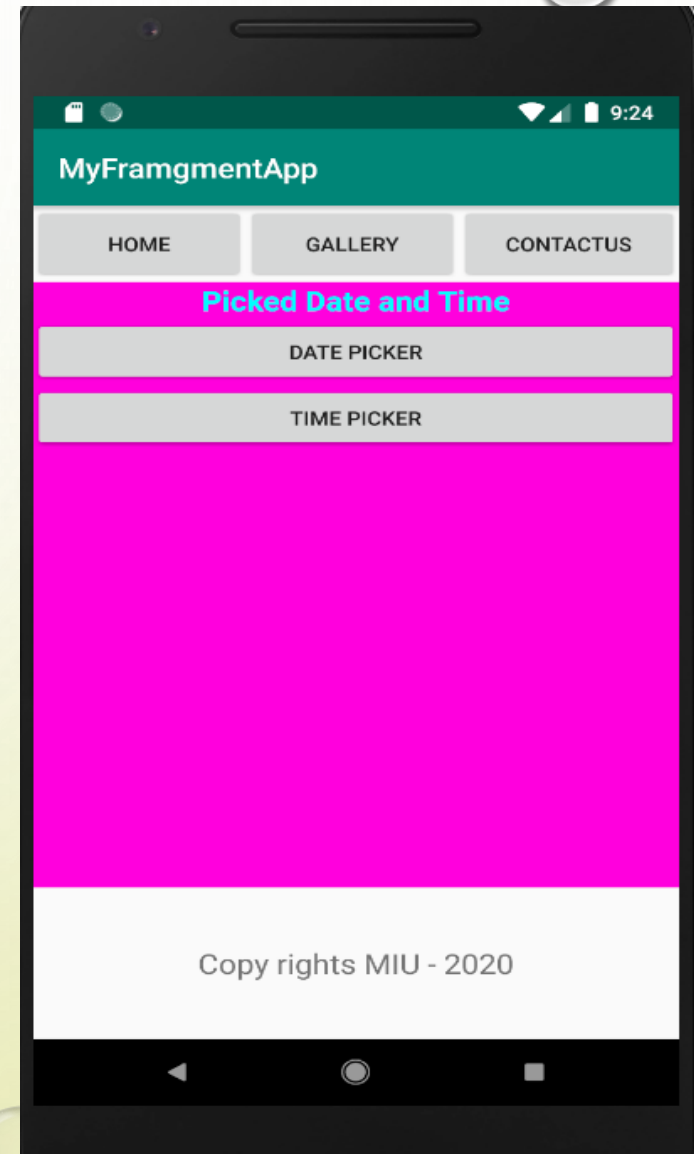 9:24
MyFramgmentApp
HOME GALLERY CONTACTUS
Picked Date and Time
DATE PICKER
TIME PICKER
Copy rights MIU - 2020